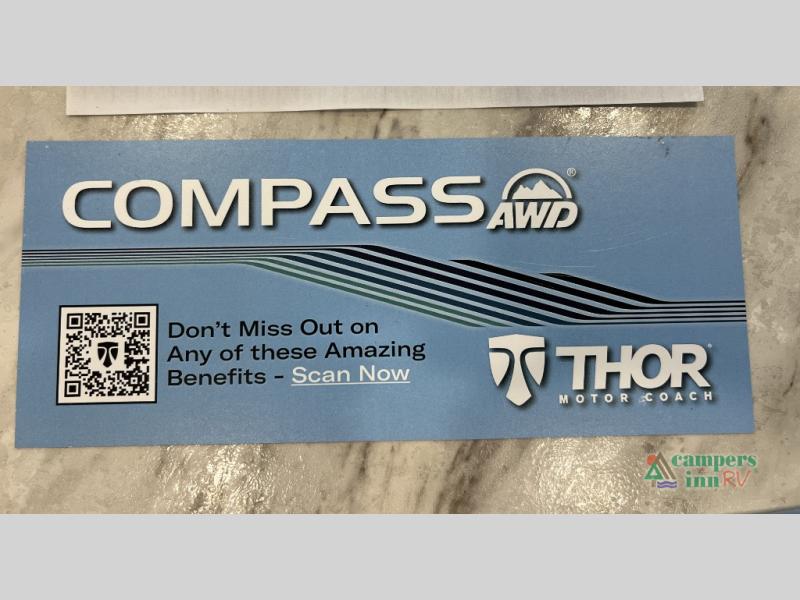 COMPASS AWD®
Don't Miss Out on
Any of these Amazing
Benefits - Scan Now
THOR®
MOTOR COACH
campers
inn RV